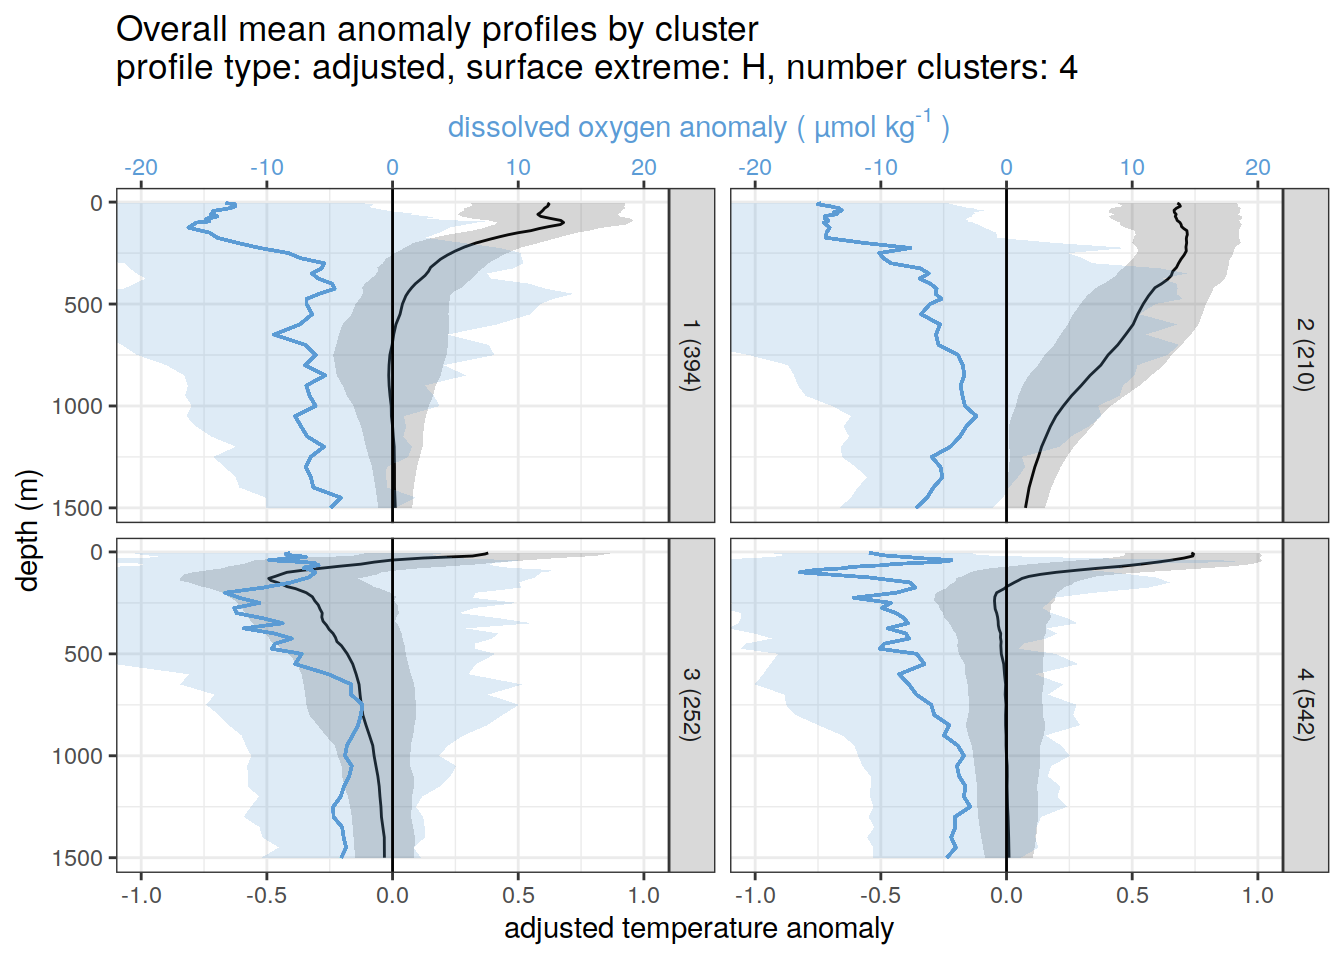 Overall mean anomaly profiles by cluster
profile type: adjusted, surface extreme: H, number clusters: 4
dissolved oxygen anomaly ( µmol kg⁻¹ )
-20 -10 0 10 20 -20 -10 0 10 20
0
500
1000
1500
1 (394)
2 (210)
0
500
1000
1500
3 (252)
4 (542)
depth (m)
-1.0 -0.5 0.0 0.5 1.0 -1.0 -0.5 0.0 0.5 1.0
adjusted temperature anomaly